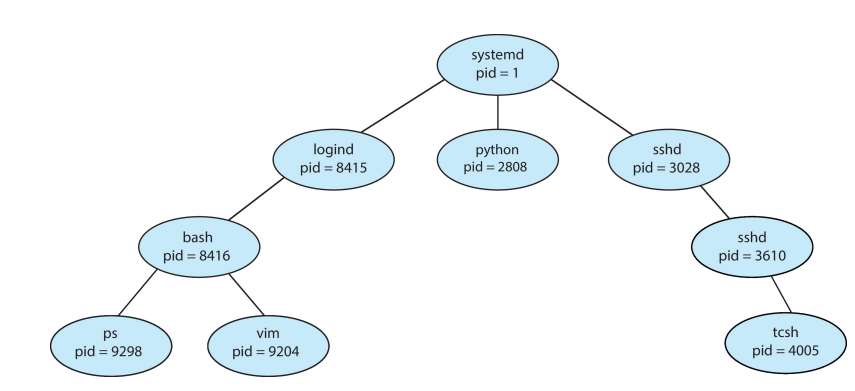 systemd
pid = 1
logind
pid = 8415
python
pid = 2808
sshd
pid = 3028
bash
pid = 8416
sshd
pid = 3610
ps
pid = 9298
vim
pid = 9204
tcsh
pid = 4005